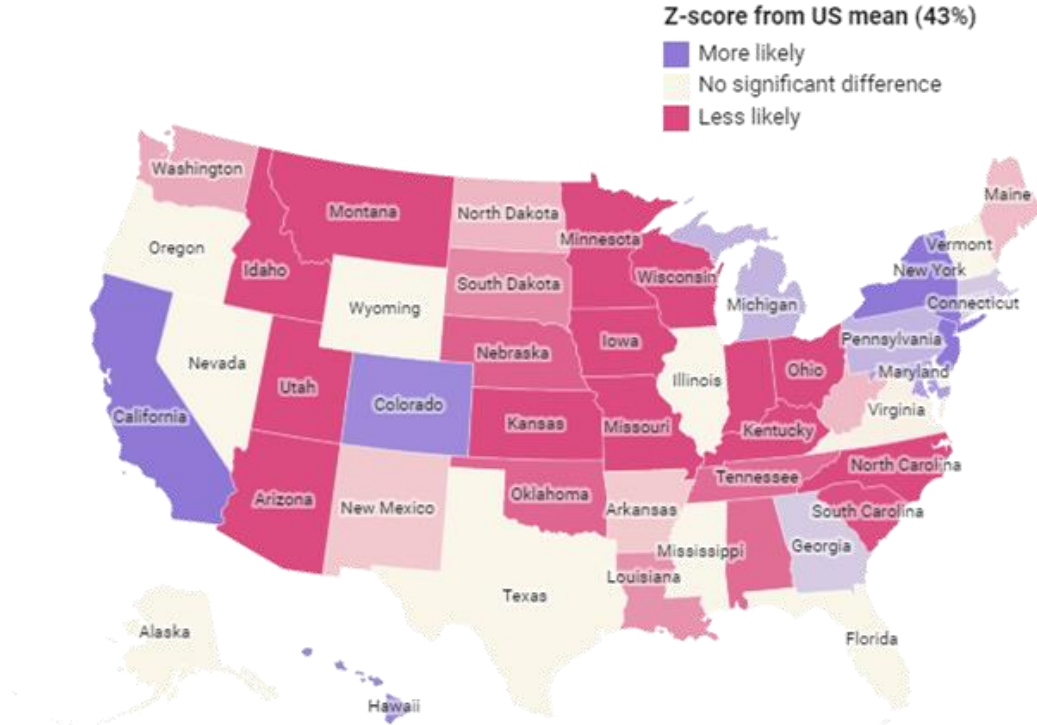 Z-score from US mean (43%)
More likely
No significant difference
Less likely
Washington
Maine
Montana
North Dakota
Minnesota
Oregon
Vermont
Idaho
New York
Wisconsin
South Dakota
Connecticut
Wyoming
Michigan
Pennsylvania
Iowa
Nebraska
Nevada
Maryland
Ohio
Illinois
Utah
Colorado
Virginia
California
Kansas
Missouri
Kentucky
North Carolina
Tennessee
Arizona
Oklahoma
New Mexico
Arkansas
South Carolina
Georgia
Mississippi
Louisiana
Texas
Alaska
Florida
Hawaii